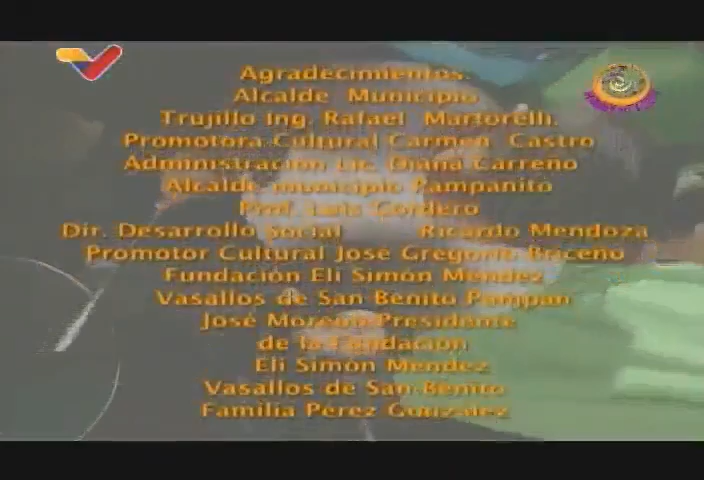 Agradecimientos.
Alcalde Municipio
Trujillo Ing. Rafael Martorelli.
Promotora Cultural Carmen Castro
Administración Lic. Diana Carreño
Alcalde municipio Pampanito
Prof. Luis Cordero
Dir. Desarrollo Social Ricardo Mendoza
Promotor Cultural José Gregorio Briceño
Fundación Eli Simón Mendez
Vasallos de San Benito Pampan
José Moreno Presidente
de la Fundación
Eli Simón Mendez
Vasallos de San Benito
Familia Pérez González